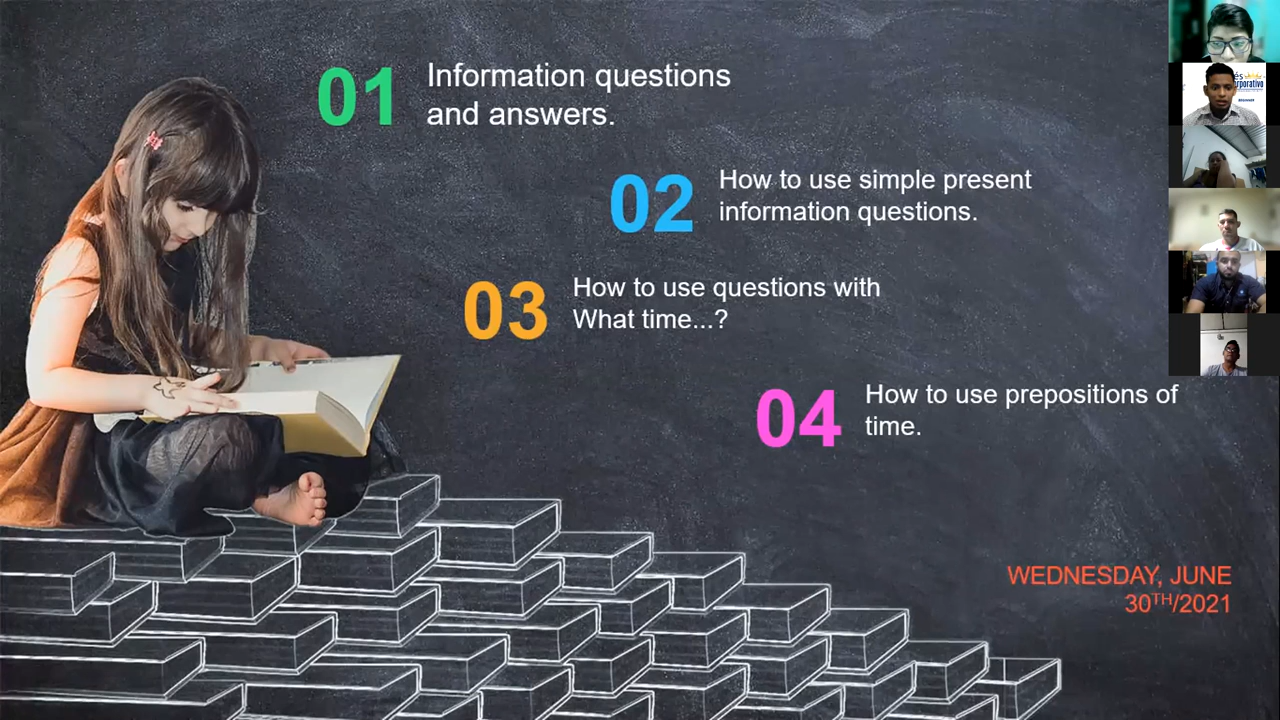 01
Information questions
and answers.
02
How to use simple present
information questions.
03
How to use questions with
What time...?
04
How to use prepositions of
time.
WEDNESDAY, JUNE
30TH/2021